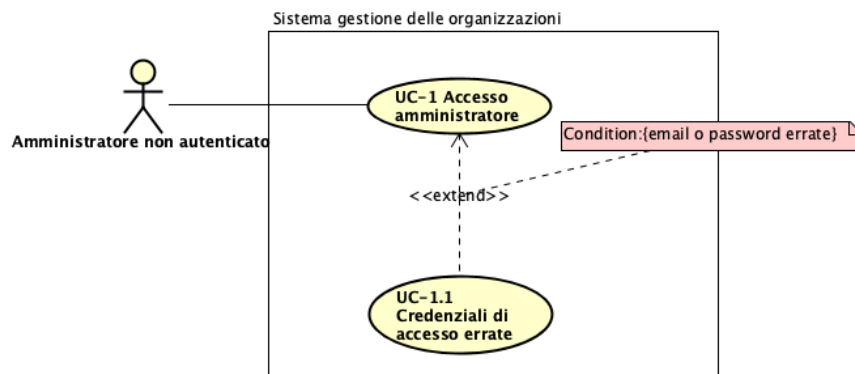 Sistema gestione delle organizzazioni
UC-1 Accesso
amministratore
Amministratore non autenticato
Condition:{email o password errate}
<<extend>>
UC-1.1
Credenziali di
accesso errate